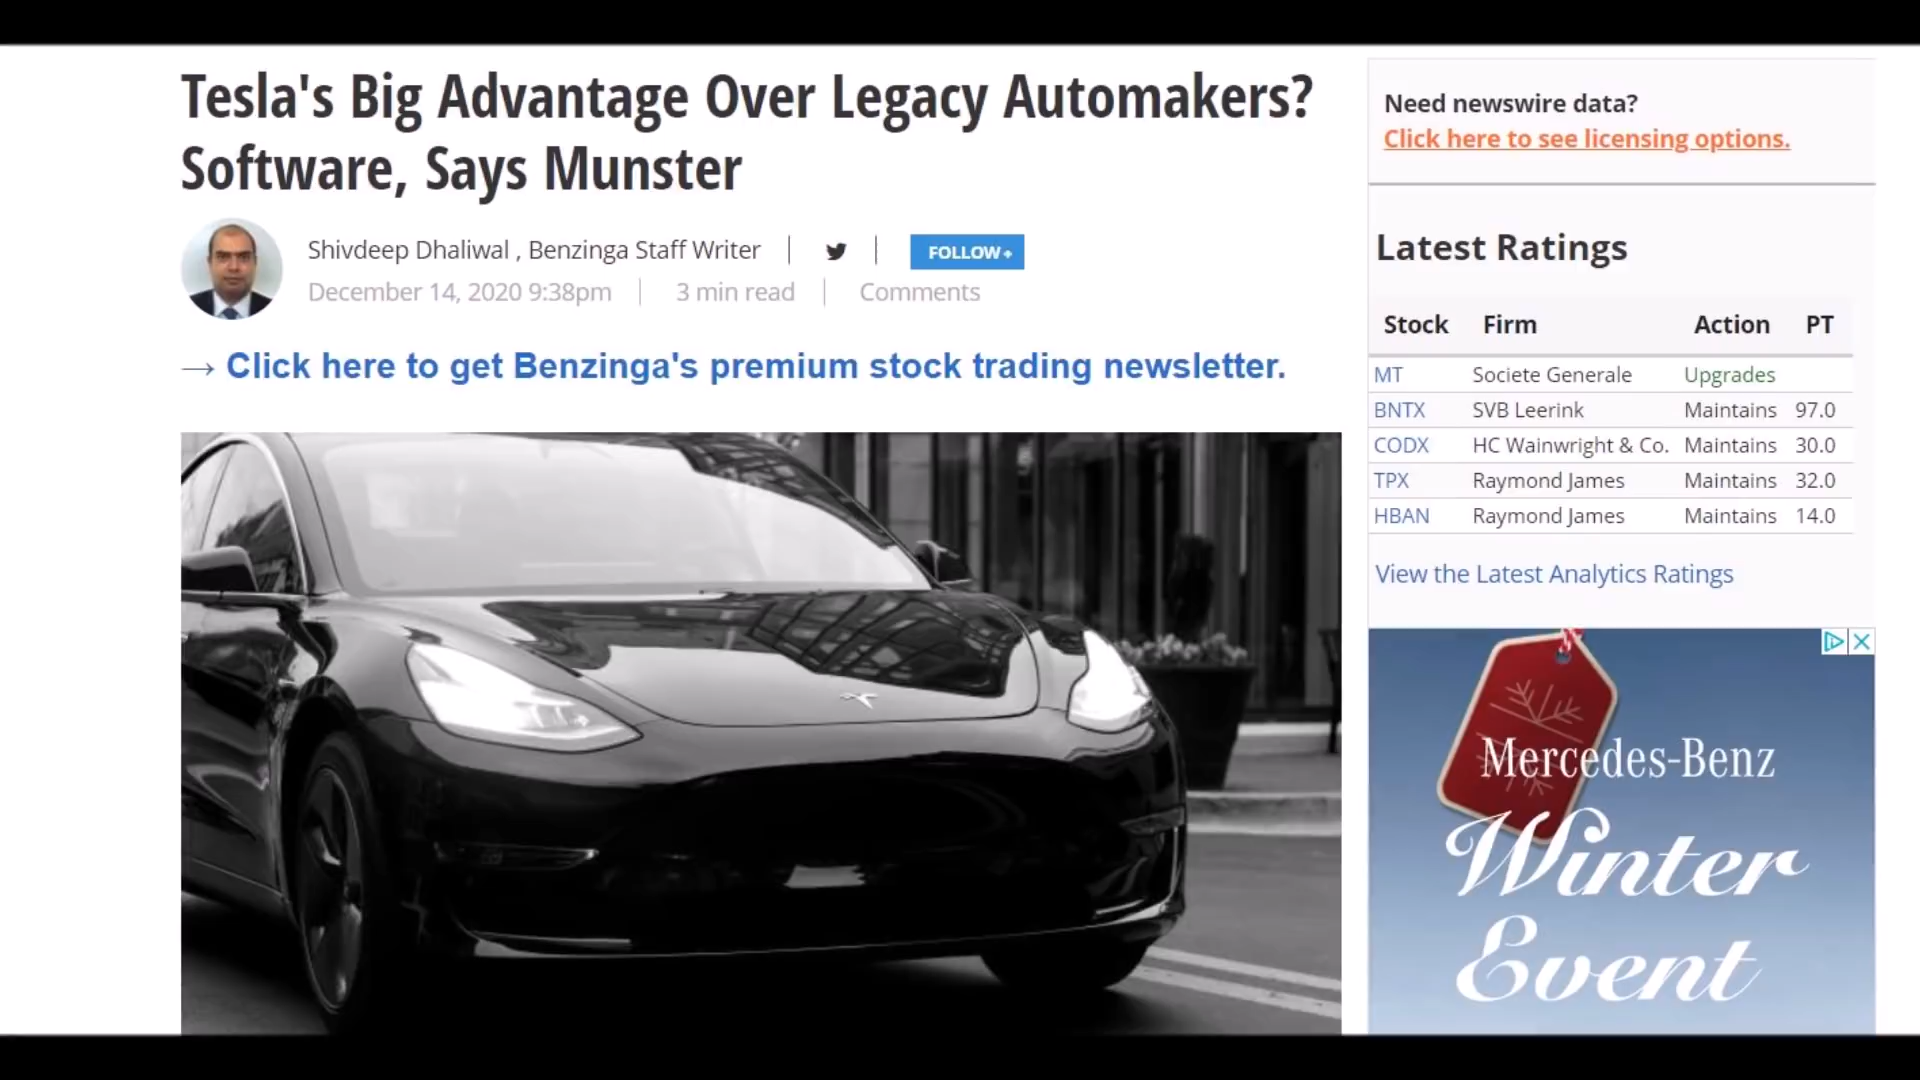 Tesla's Big Advantage Over Legacy Automakers?
Software, Says Munster
Shivdeep Dhaliwal , Benzinga Staff Writer
FOLLOW+
December 14, 2020 9:38pm
3 min read
Comments
→ Click here to get Benzinga's premium stock trading newsletter.
Need newswire data?
Click here to see licensing options.
Latest Ratings
Stock Firm Action PT
MT Societe Generale Upgrades
BNTX SVB Leerink Maintains 97.0
CODX HC Wainwright & Co. Maintains 30.0
TPX Raymond James Maintains 32.0
HBAN Raymond James Maintains 14.0
View the Latest Analytics Ratings
Mercedes-Benz
Winter
Event